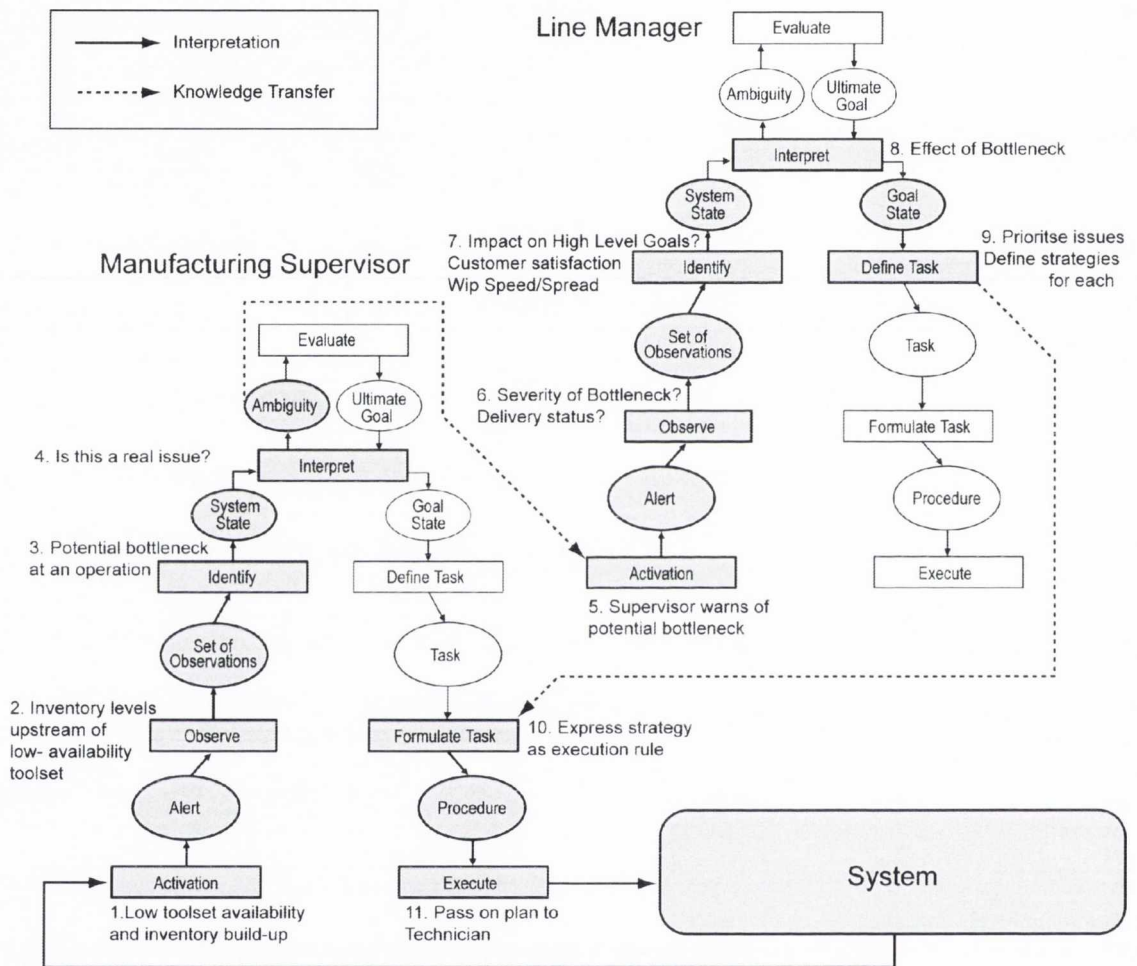 Interpretation
Knowledge Transfer
Line Manager
Evaluate
Ambiguity
Ultimate
Goal
Interpret
8. Effect of Bottleneck
System
State
Goal
State
7. Impact on High Level Goals?
Customer satisfaction
Wip Speed/Spread
Identify
Define Task
9. Prioritse issues
Define strategies
for each
Set of
Observations
Task
6. Severity of Bottleneck?
Delivery status?
Observe
Formulate Task
Alert
Procedure
Activation
Execute
5. Supervisor warns of
potential bottleneck
Manufacturing Supervisor
Evaluate
Ambiguity
Ultimate
Goal
4. Is this a real issue?
Interpret
System
State
Goal
State
3. Potential bottleneck
at an operation
Identify
Define Task
Set of
Observations
Task
2. Inventory levels
upstream of
low- availability
toolset
Observe
Formulate Task
10. Express strategy
as execution rule
Alert
Procedure
Activation
Execute
System
1.Low toolset availability
and inventory build-up
11. Pass on plan to
Technician